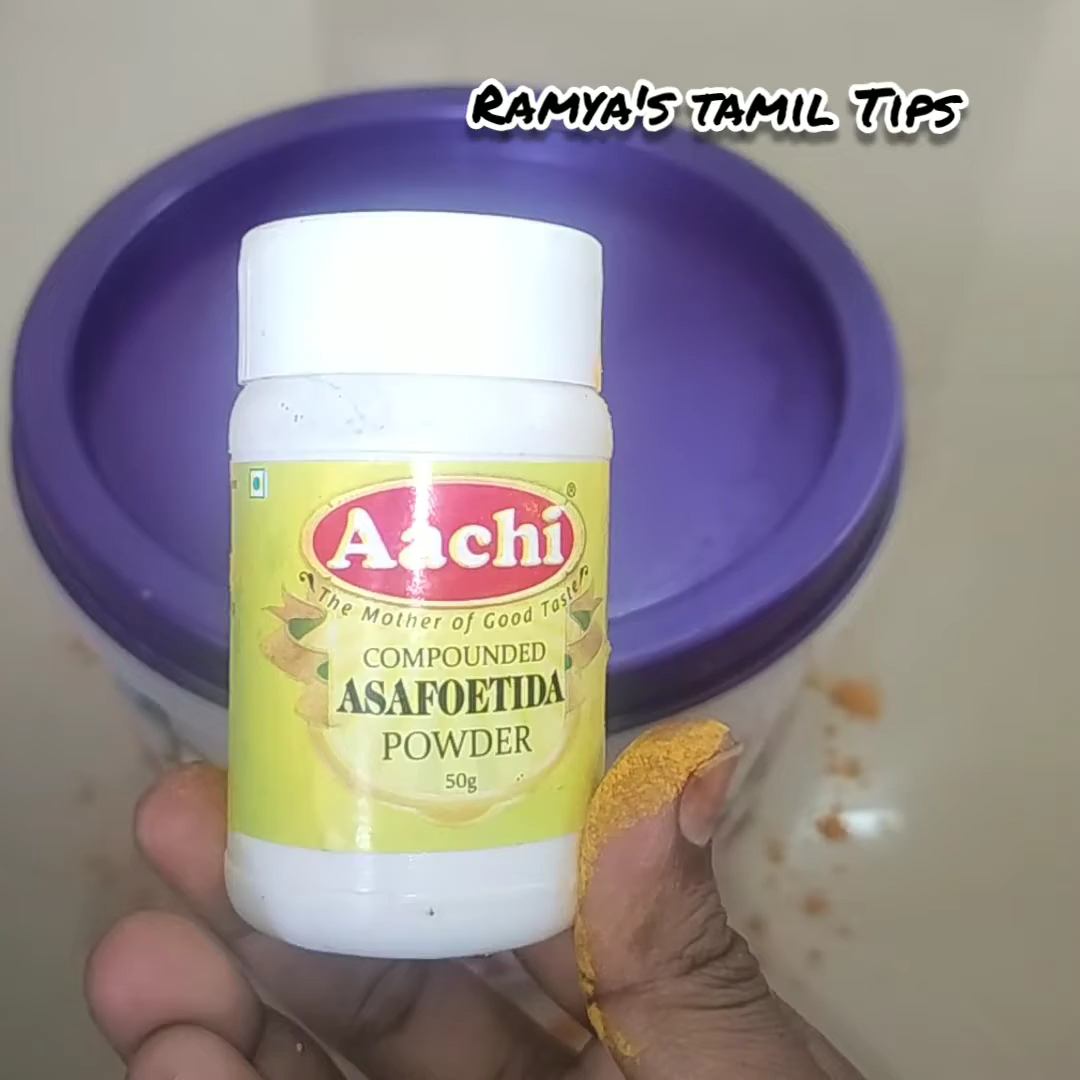 RAMYA'S TAMIL TIPS
Aachi
The Mother of Good Taste
COMPOUNDED
ASAFOETIDA
POWDER
50g